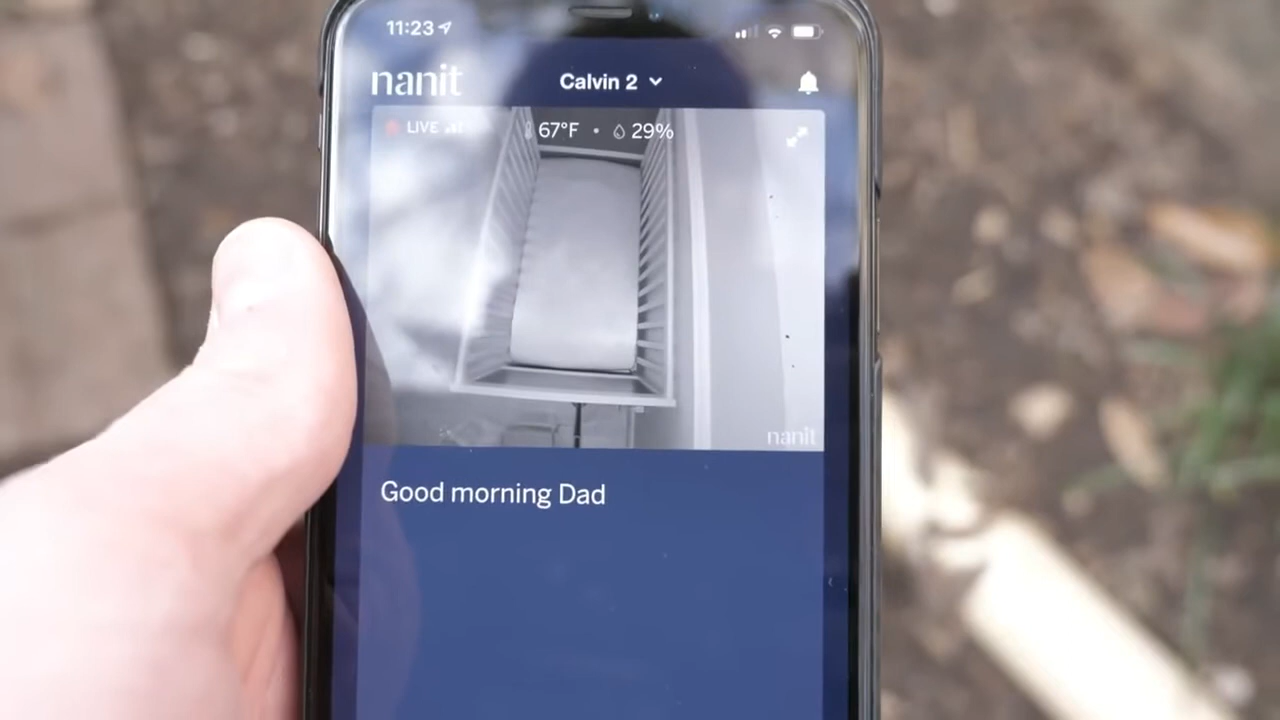 11:23
nanit
Calvin 2
LIVE
67°F • 29%
nanit
Good morning Dad